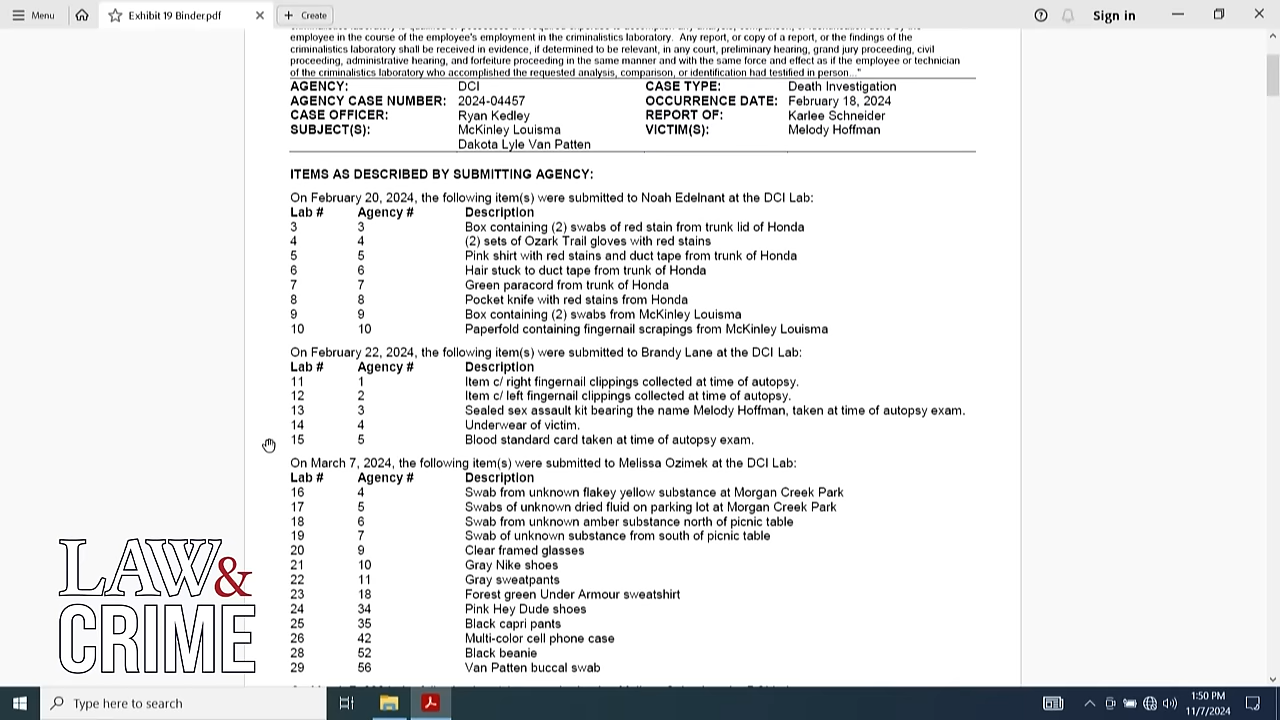 Menu
Exhibit 19 Binder.pdf
Create
Sign in
employee in the course of the employee's employment in the criminalistics laboratory. Any report, or copy of a report, or the findings of the
criminalistics laboratory shall be received in evidence, if determined to be relevant, in any court, preliminary hearing, grand jury proceeding, civil
proceeding, administrative hearing, and forfeiture proceeding in the same manner and with the same force and effect as if the employee or technician
of the criminalistics laboratory who accomplished the requested analysis, comparison, or identification had testified in person..."
AGENCY: DCI CASE TYPE: Death Investigation
AGENCY CASE NUMBER: 2024-04457 OCCURRENCE DATE: February 18, 2024
CASE OFFICER: Ryan Kedley REPORT OF: Karlee Schneider
SUBJECT(S): McKinley Louisma VICTIM(S): Melody Hoffman
Dakota Lyle Van Patten
ITEMS AS DESCRIBED BY SUBMITTING AGENCY:
On February 20, 2024, the following item(s) were submitted to Noah Edelnant at the DCI Lab:
Lab # Agency # Description
3 3 Box containing (2) swabs of red stain from trunk lid of Honda
4 4 (2) sets of Ozark Trail gloves with red stains
5 5 Pink shirt with red stains and duct tape from trunk of Honda
6 6 Hair stuck to duct tape from trunk of Honda
7 7 Green paracord from trunk of Honda
8 8 Pocket knife with red stains from Honda
9 9 Box containing (2) swabs from McKinley Louisma
10 10 Paperfold containing fingernail scrapings from McKinley Louisma
On February 22, 2024, the following item(s) were submitted to Brandy Lane at the DCI Lab:
Lab # Agency # Description
11 1 Item c/ right fingernail clippings collected at time of autopsy.
12 2 Item c/ left fingernail clippings collected at time of autopsy.
13 3 Sealed sex assault kit bearing the name Melody Hoffman, taken at time of autopsy exam.
14 4 Underwear of victim.
15 5 Blood standard card taken at time of autopsy exam.
On March 7, 2024, the following item(s) were submitted to Melissa Ozimek at the DCI Lab:
Lab # Agency # Description
16 4 Swab from unknown flakey yellow substance at Morgan Creek Park
17 5 Swabs of unknown dried fluid on parking lot at Morgan Creek Park
18 6 Swab from unknown amber substance north of picnic table
19 7 Swab of unknown substance from south of picnic table
20 9 Clear framed glasses
21 10 Gray Nike shoes
22 11 Gray sweatpants
23 18 Forest green Under Armour sweatshirt
24 34 Pink Hey Dude shoes
25 35 Black capri pants
26 42 Multi-color cell phone case
28 52 Black beanie
29 56 Van Patten buccal swab
LAW&
CRIME
Type here to search
1:50 PM
11/7/2024